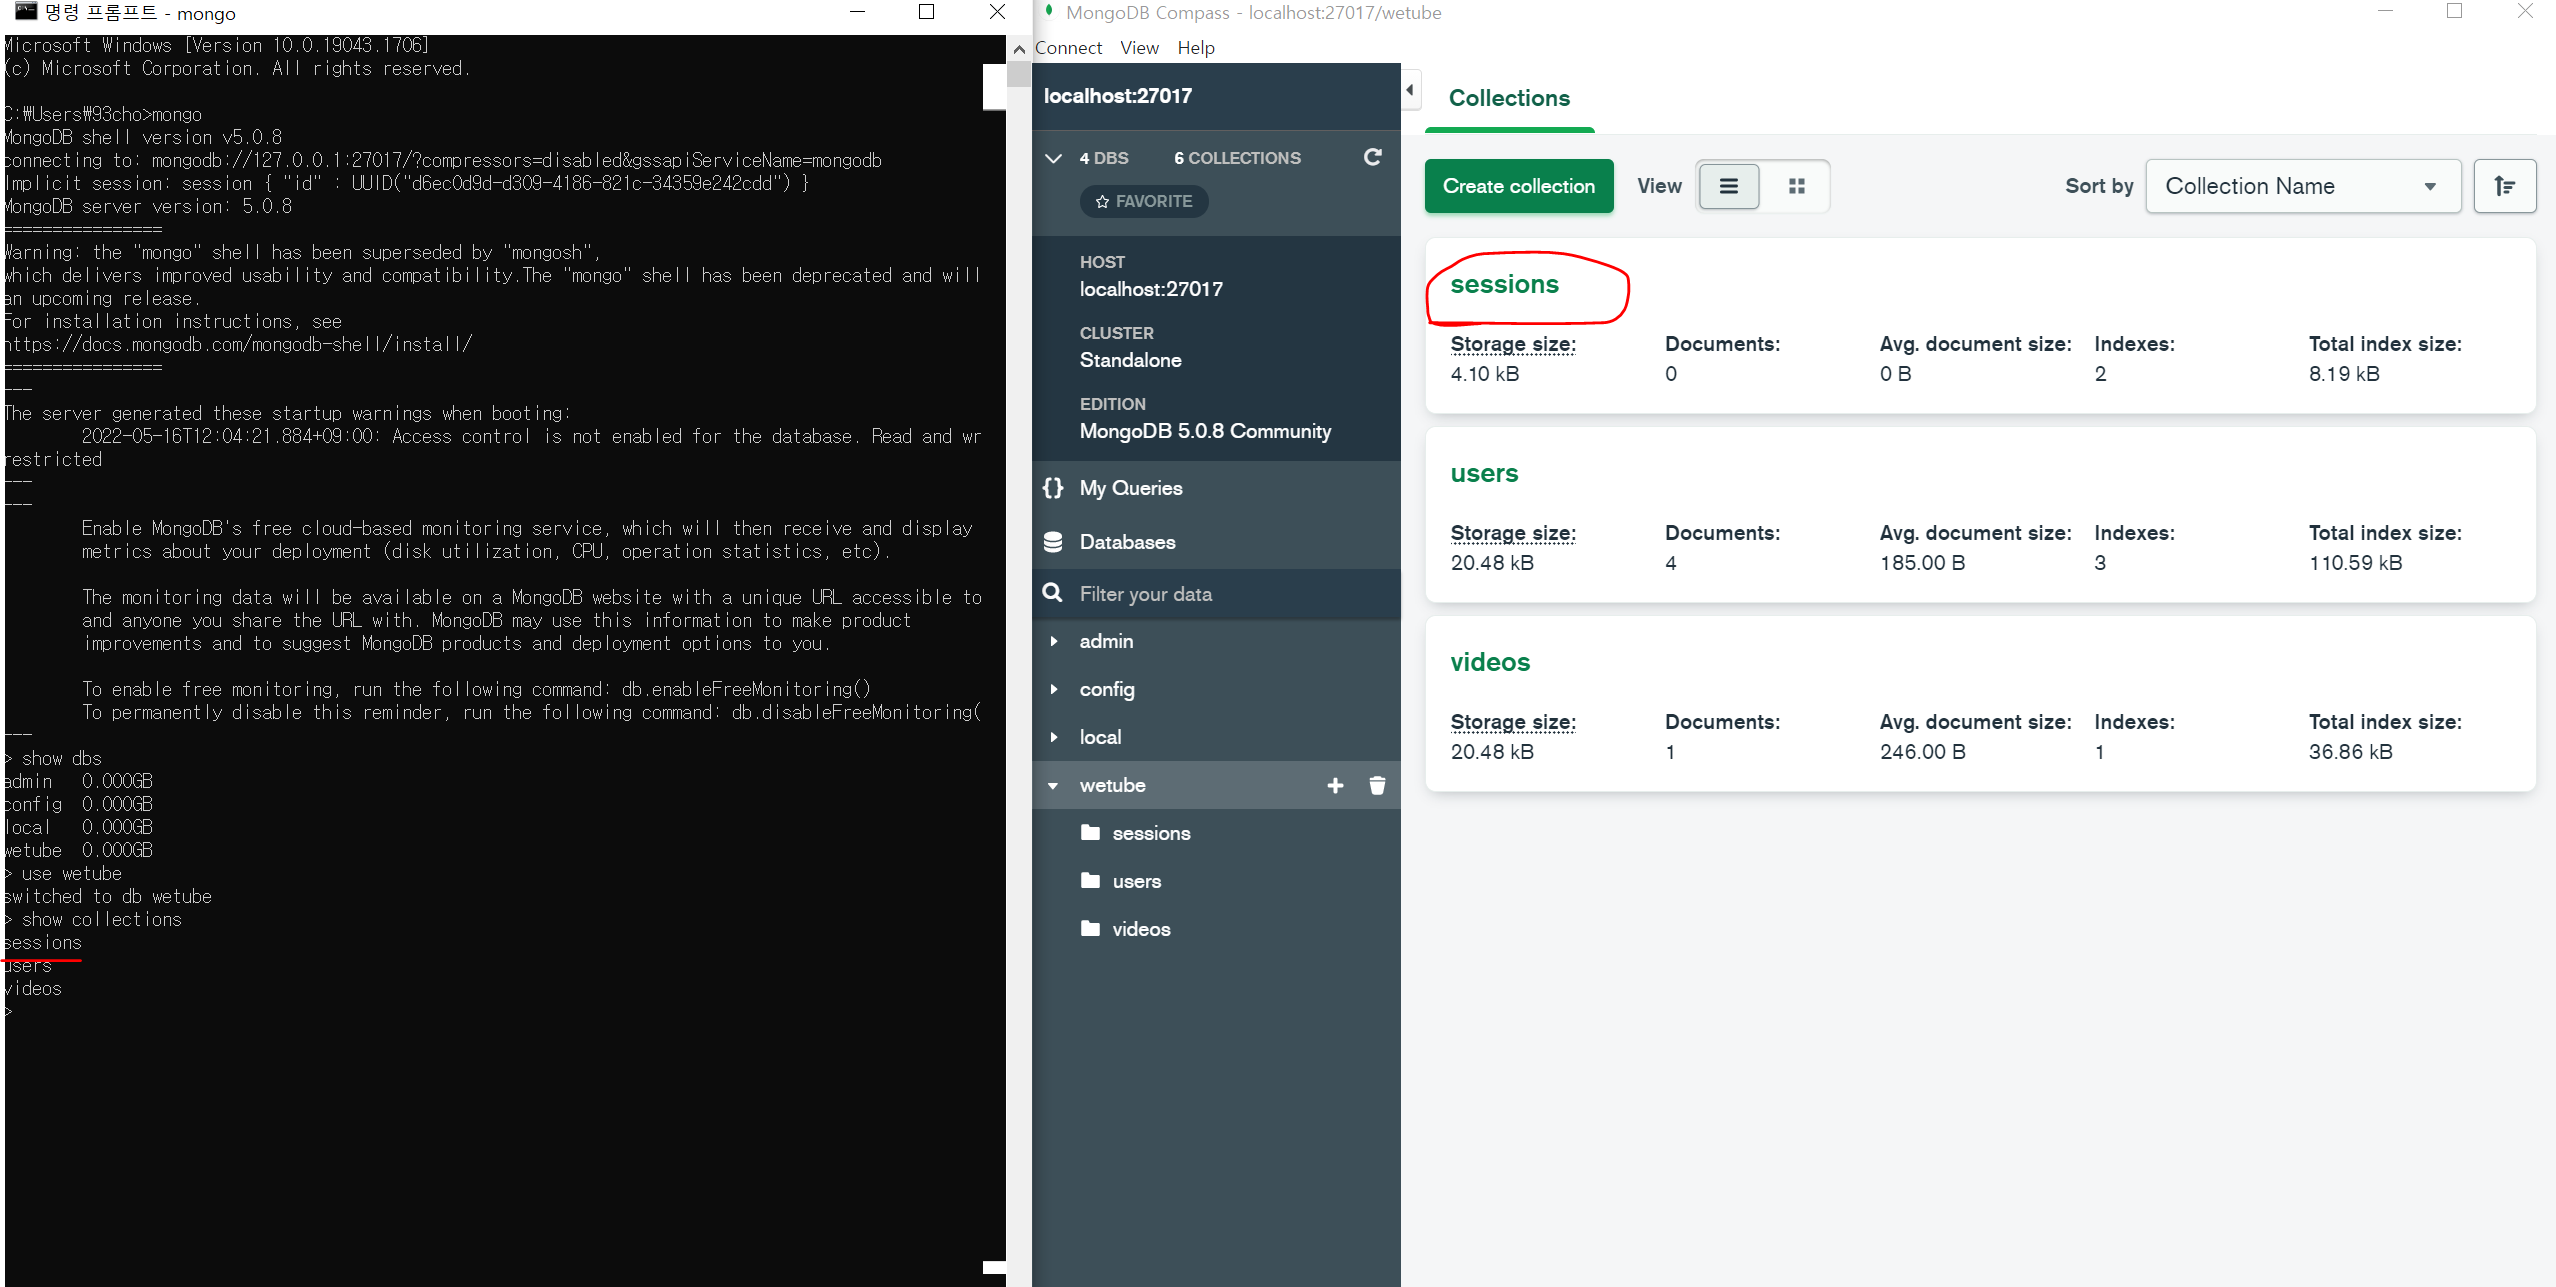 명령 프롬프트 - mongo
Microsoft Windows [Version 10.0.19043.1706]
(c) Microsoft Corporation. All rights reserved.
C:₩Users₩93cho>mongo
MongoDB shell version v5.0.8
connecting to: mongodb://127.0.0.1:27017/?compressors=disabled&gssapiServiceName=mongodb
Implicit session: session { "id" : UUID("d6ec0d9d-d309-4186-821c-34359e242cdd") }
MongoDB server version: 5.0.8
================
Warning: the "mongo" shell has been superseded by "mongosh",
which delivers improved usability and compatibility.The "mongo" shell has been deprecated and will
an upcoming release.
For installation instructions, see
https://docs.mongodb.com/mongodb-shell/install/
================
---
The server generated these startup warnings when booting:
2022-05-16T12:04:21.884+09:00: Access control is not enabled for the database. Read and wr
restricted
---
---
Enable MongoDB's free cloud-based monitoring service, which will then receive and display
metrics about your deployment (disk utilization, CPU, operation statistics, etc).
The monitoring data will be available on a MongoDB website with a unique URL accessible to
and anyone you share the URL with. MongoDB may use this information to make product
improvements and to suggest MongoDB products and deployment options to you.
To enable free monitoring, run the following command: db.enableFreeMonitoring()
To permanently disable this reminder, run the following command: db.disableFreeMonitoring(
---
> show dbs
admin 0.000GB
config 0.000GB
local 0.000GB
wetube 0.000GB
> use wetube
switched to db wetube
> show collections
sessions
users
videos
>
MongoDB Compass - localhost:27017/wetube
Connect View Help
localhost:27017
4 DBS 6 COLLECTIONS
FAVORITE
HOST
localhost:27017
CLUSTER
Standalone
EDITION
MongoDB 5.0.8 Community
{} My Queries
Databases
Filter your data
admin
config
local
wetube
sessions
users
videos
Collections
Create collection View Sort by Collection Name
sessions
Storage size: Documents: Avg. document size: Indexes: Total index size:
4.10 kB 0 0 B 2 8.19 kB
users
Storage size: Documents: Avg. document size: Indexes: Total index size:
20.48 kB 4 185.00 B 3 110.59 kB
videos
Storage size: Documents: Avg. document size: Indexes: Total index size:
20.48 kB 1 246.00 B 1 36.86 kB